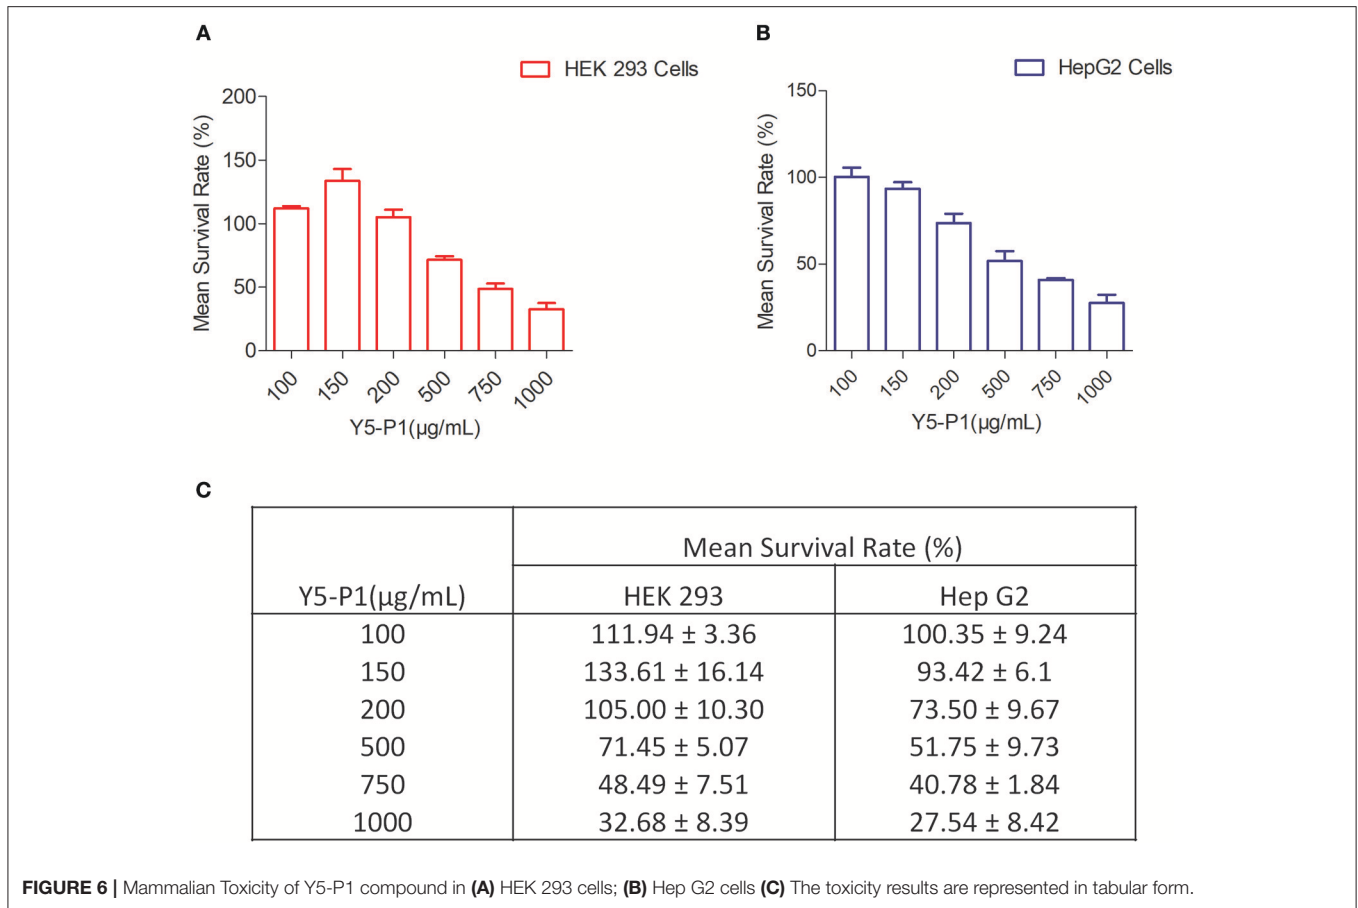 A
HEK 293 Cells
200
150
100
50
0
Mean Survival Rate (%)
100
150
200
500
750
1000
Y5-P1(µg/mL)
B
HepG2 Cells
150
100
50
0
Mean Survival Rate (%)
100
150
200
500
750
1000
Y5-P1(µg/mL)
C
Mean Survival Rate (%)
Y5-P1(µg/mL) HEK 293 Hep G2
100 111.94 ± 3.36 100.35 ± 9.24
150 133.61 ± 16.14 93.42 ± 6.1
200 105.00 ± 10.30 73.50 ± 9.67
500 71.45 ± 5.07 51.75 ± 9.73
750 48.49 ± 7.51 40.78 ± 1.84
1000 32.68 ± 8.39 27.54 ± 8.42
FIGURE 6 | Mammalian Toxicity of Y5-P1 compound in (A) HEK 293 cells; (B) Hep G2 cells (C) The toxicity results are represented in tabular form.